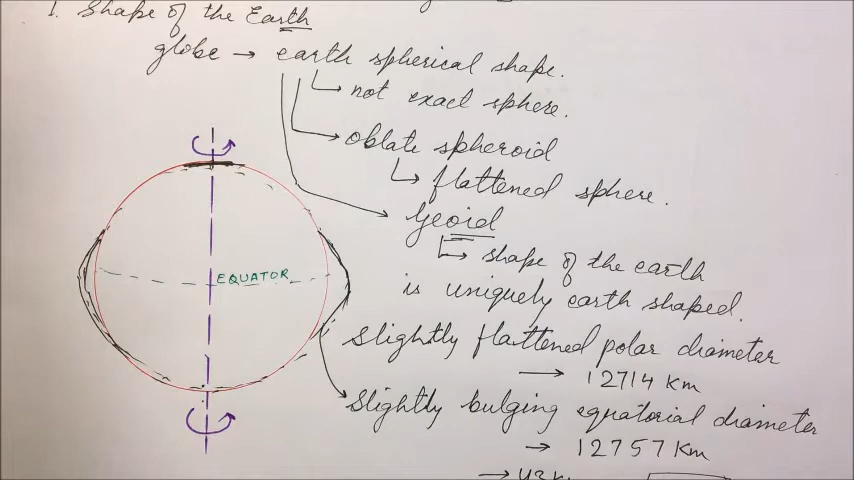 1. Shape of the Earth
globe → earth spherical shape.
↳ not exact sphere.
→ oblate spheroid
↳ flattened sphere.
→ Geoid
↳ shape of the earth
is uniquely earth shaped.
EQUATOR
Slightly flattened polar diameter
→ 12714 Km
Slightly bulging equatorial diameter
→ 12757 Km